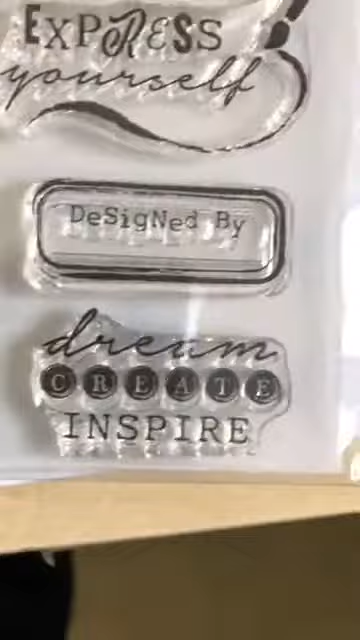 ExPRESS
yourself
DeSigNed By
dream
CREATE
INSPIRE